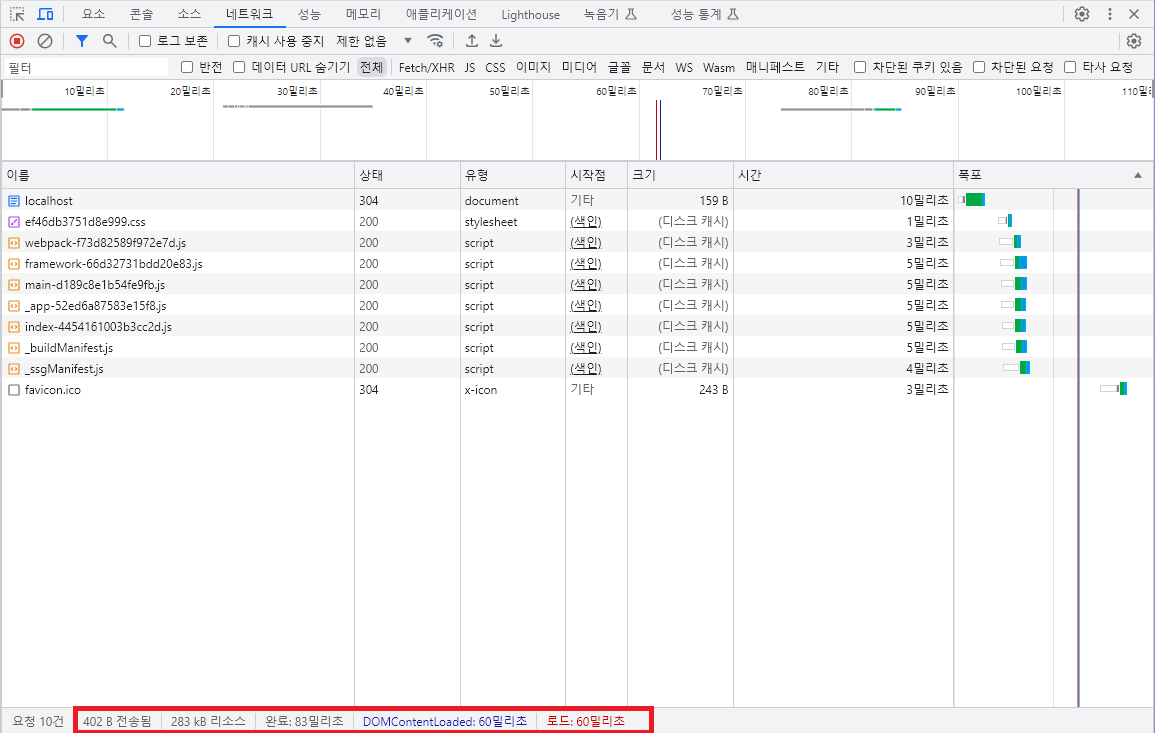 요소 콘솔 소스 네트워크 성능 메모리 애플리케이션 Lighthouse 녹음기 성능 통계
로그 보존 캐시 사용 중지 제한 없음
필터 반전 데이터 URL 숨기기 전체 Fetch/XHR JS CSS 이미지 미디어 글꼴 문서 WS Wasm 매니페스트 기타 차단된 쿠키 있음 차단된 요청 타사 요청
10밀리초 20밀리초 30밀리초 40밀리초 50밀리초 60밀리초 70밀리초 80밀리초 90밀리초 100밀리초 110밀리
이름 상태 유형 시작점 크기 시간 폭포
localhost 304 document 기타 159 B 10밀리초
ef46db3751d8e999.css 200 stylesheet (색인) (디스크 캐시) 1밀리초
webpack-f73d82589f972e7d.js 200 script (색인) (디스크 캐시) 3밀리초
framework-66d32731bdd20e83.js 200 script (색인) (디스크 캐시) 5밀리초
main-d189c8e1b54fe9fb.js 200 script (색인) (디스크 캐시) 5밀리초
_app-52ed6a87583e15f8.js 200 script (색인) (디스크 캐시) 5밀리초
index-4454161003b3cc2d.js 200 script (색인) (디스크 캐시) 5밀리초
_buildManifest.js 200 script (색인) (디스크 캐시) 5밀리초
_ssgManifest.js 200 script (색인) (디스크 캐시) 4밀리초
favicon.ico 304 x-icon 기타 243 B 3밀리초
요청 10건 402 B 전송됨 283 kB 리소스 완료: 83밀리초 DOMContentLoaded: 60밀리초 로드: 60밀리초